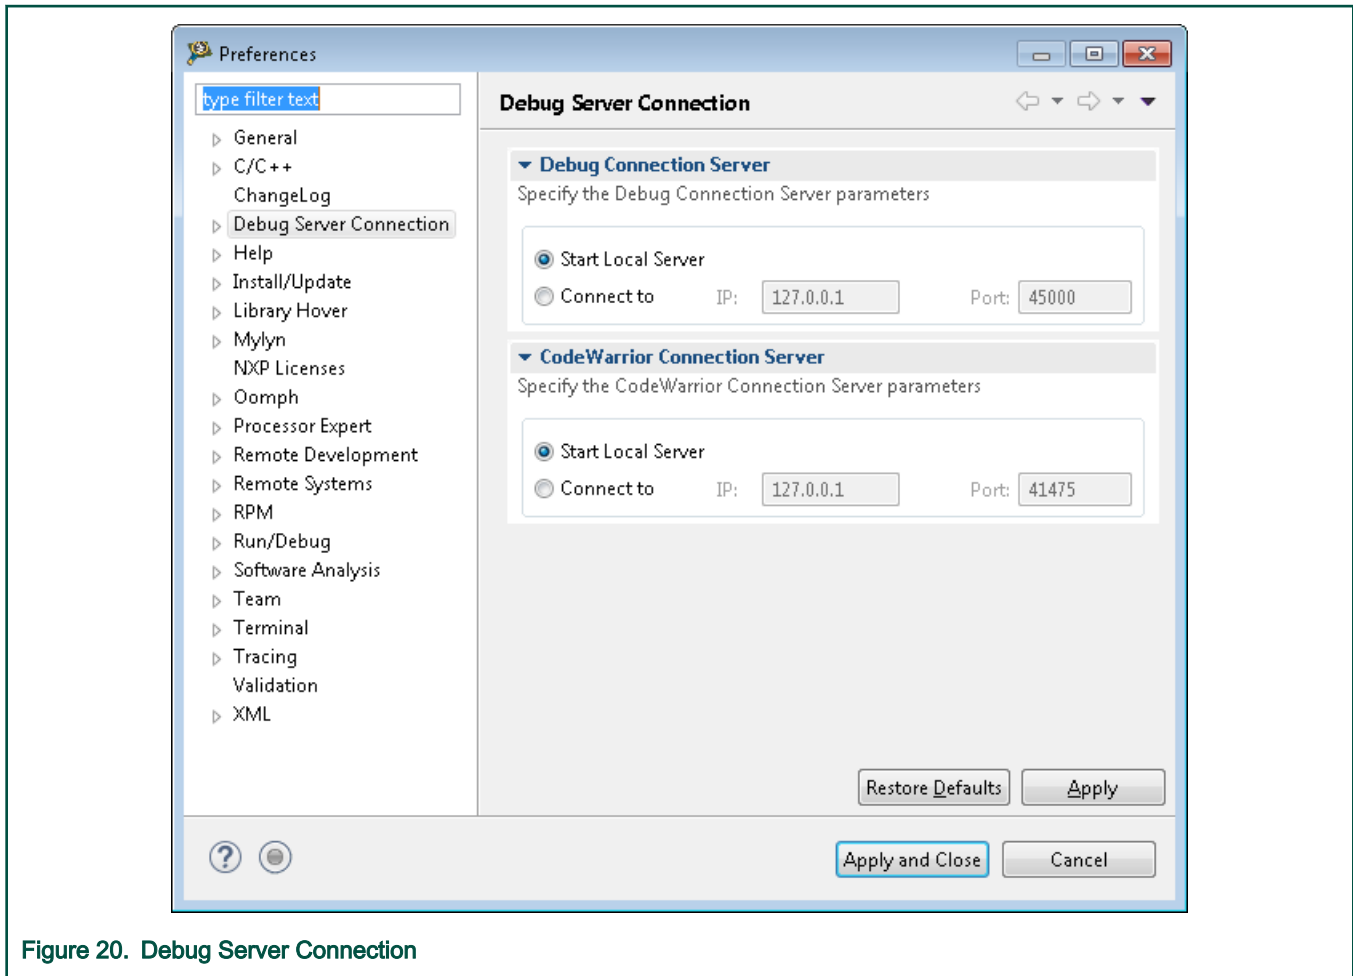 Preferences
type filter text
General
C/C++
ChangeLog
Debug Server Connection
Help
Install/Update
Library Hover
Mylyn
NXP Licenses
Oomph
Processor Expert
Remote Development
Remote Systems
RPM
Run/Debug
Software Analysis
Team
Terminal
Tracing
Validation
XML
Debug Server Connection
Debug Connection Server
Specify the Debug Connection Server parameters
Start Local Server
Connect to IP: 127.0.0.1 Port: 45000
CodeWarrior Connection Server
Specify the CodeWarrior Connection Server parameters
Start Local Server
Connect to IP: 127.0.0.1 Port: 41475
Restore Defaults Apply
? Apply and Close Cancel
Figure 20. Debug Server Connection